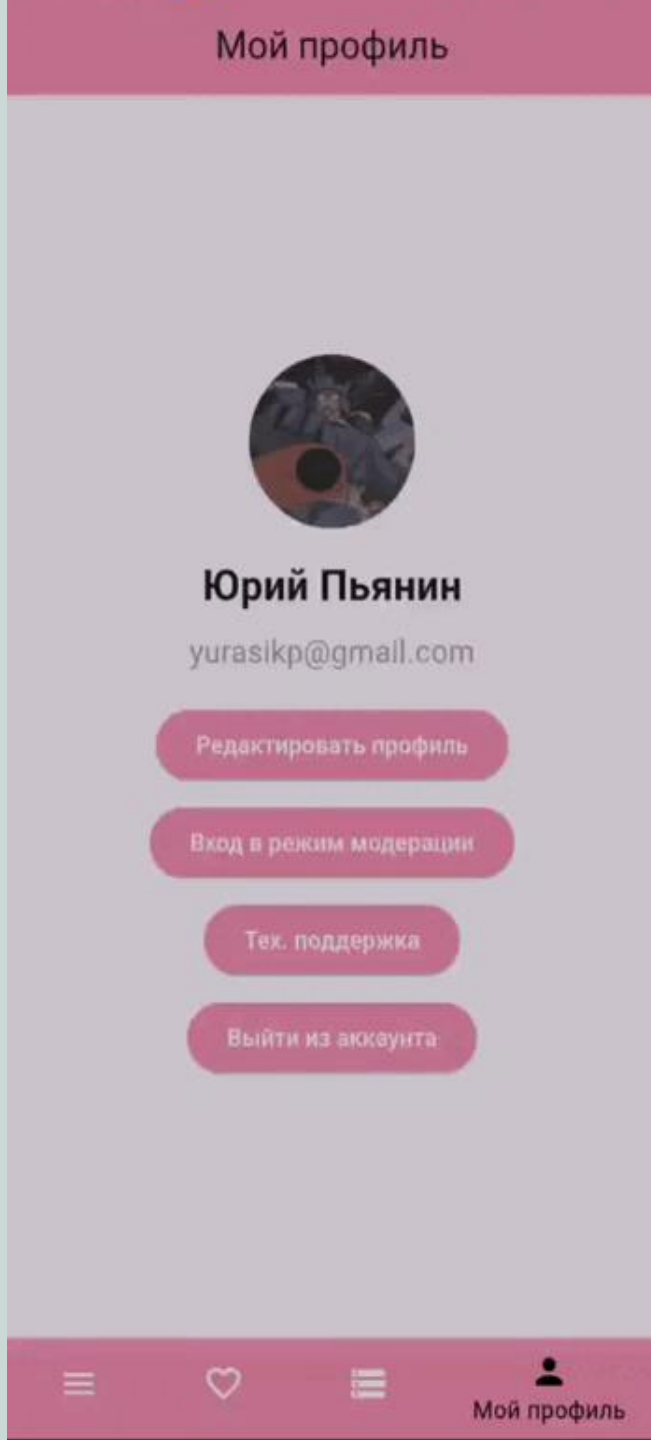 Мой профиль
Юрий Пьянин
yurasikp@gmail.com
Редактировать профиль
Вход в режим модерации
Тех. поддержка
Выйти из аккаунта
Мой профиль